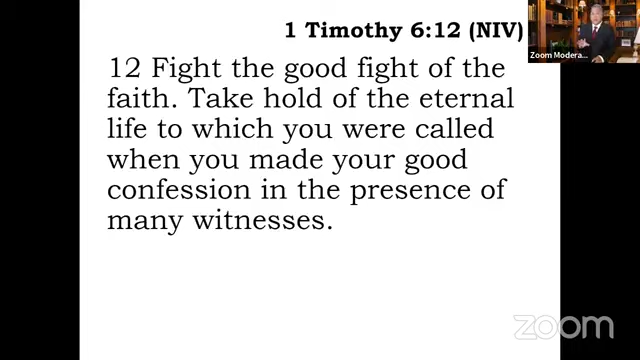 1 Timothy 6:12 (NIV)
Zoom Modera...
12 Fight the good fight of the
faith. Take hold of the eternal
life to which you were called
when you made your good
confession in the presence of
many witnesses.
zoom